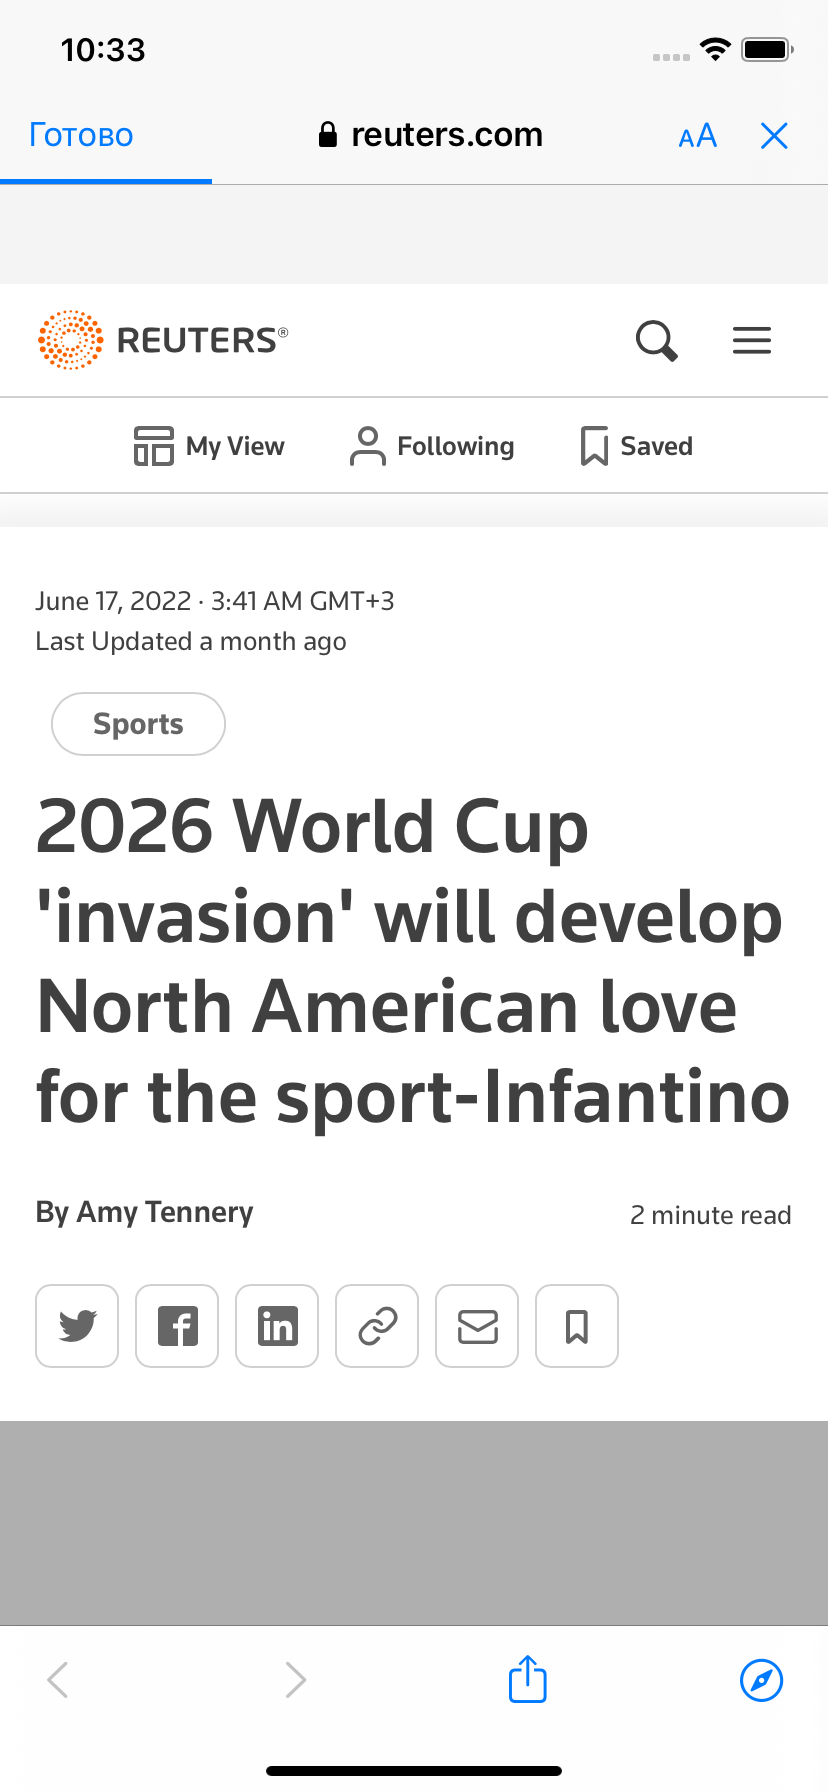 10:33
Готово
reuters.com
AA
REUTERS®
My View
Following
Saved
June 17, 2022 · 3:41 AM GMT+3
Last Updated a month ago
Sports
2026 World Cup
'invasion' will develop
North American love
for the sport-Infantino
By Amy Tennery
2 minute read